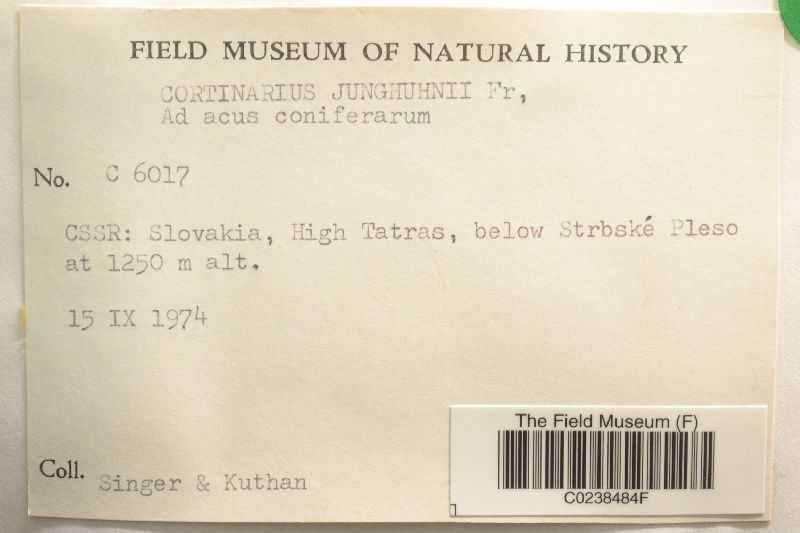 FIELD MUSEUM OF NATURAL HISTORY
CORTINARIUS JUNGHUHNII Fr,
Ad acus coniferarum
No. C 6017
CSSR: Slovakia, High Tatras, below Strbské Pleso
at 1250 m alt.
15 IX 1974
Coll. Singer & Kuthan
The Field Museum (F)
C0238484F